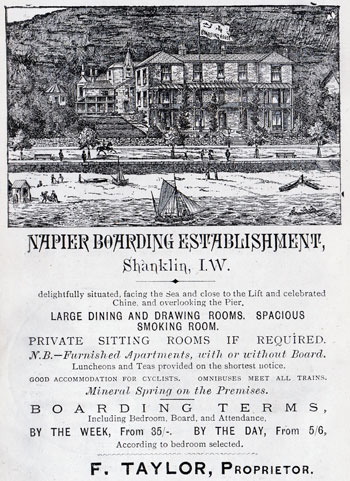 NAPIER BOARDING ESTABLISHMENT,
Shanklin, I.W.
delightfully situated, facing the Sea and close to the Lift and celebrated
Chine, and overlooking the Pier.
LARGE DINING AND DRAWING ROOMS. SPACIOUS
SMOKING ROOM.
PRIVATE SITTING ROOMS IF REQUIRED.
N.B.—Furnished Apartments, with or without Board.
Luncheons and Teas provided on the shortest notice.
GOOD ACCOMMODATION FOR CYCLISTS. OMNIBUSES MEET ALL TRAINS.
Mineral Spring on the Premises.
BOARDING TERMS,
Including Bedroom, Board, and Attendance,
BY THE WEEK, From 35/-. BY THE DAY, From 5/6,
According to bedroom selected.
F. TAYLOR, PROPRIETOR.